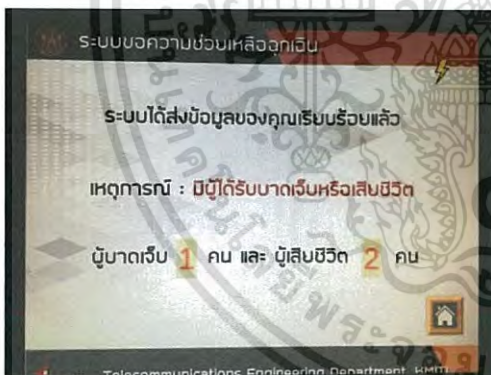 ระบบขอความช่วยเหลือฉุกเฉิน
ระบบได้ส่งข้อมูลของคุณเรียบร้อยแล้ว
เหตุการณ์ : มีผู้ได้รับบาดเจ็บหรือเสียชีวิต
ผู้บาดเจ็บ 1 คน และ ผู้เสียชีวิต 2 คน
Telecommunications Engineering Department, KMITL